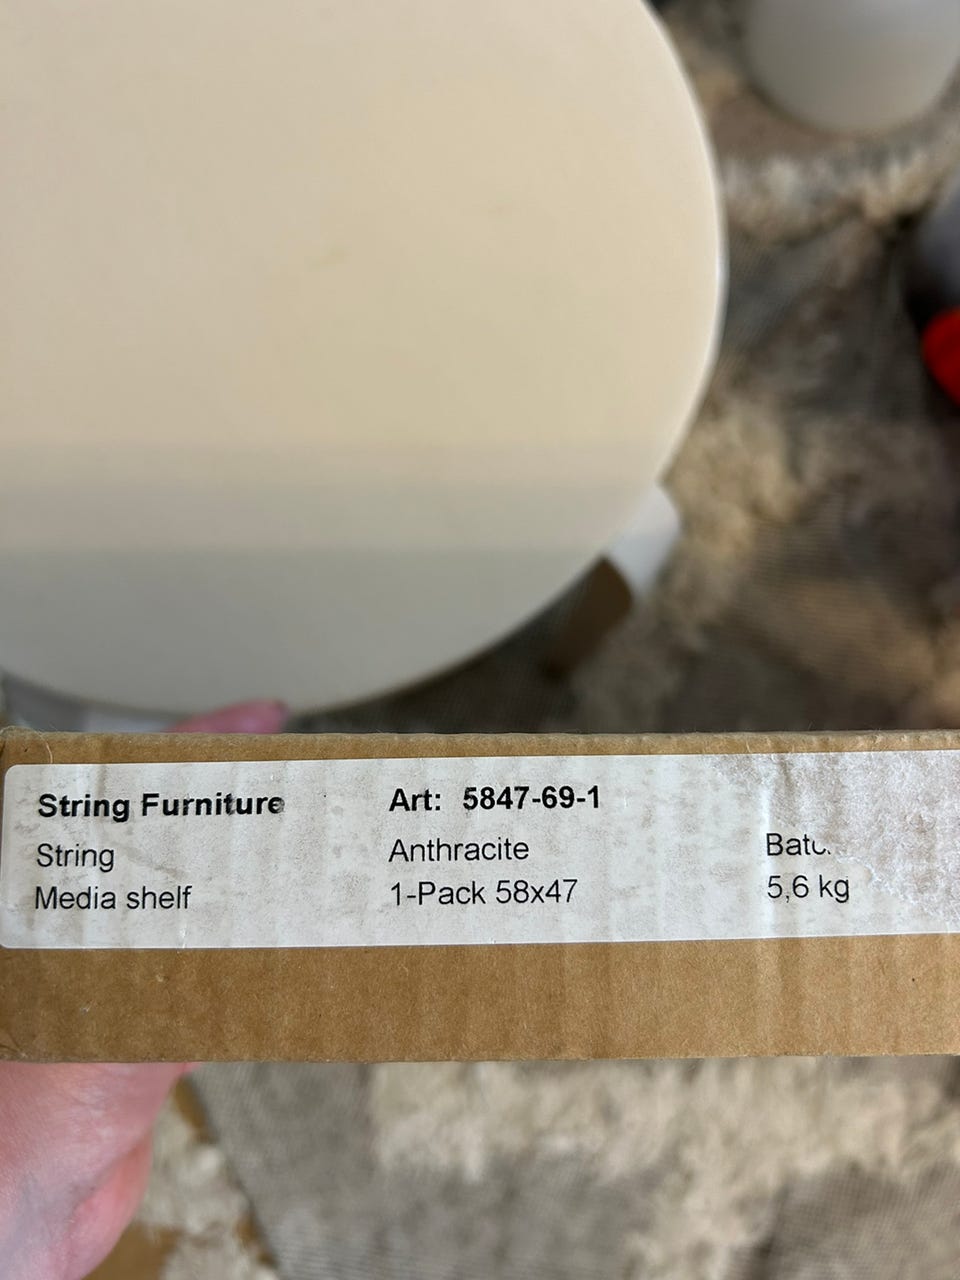 String Furniture
String
Media shelf
Art: 5847-69-1
Anthracite
1-Pack 58x47
5,6 kg